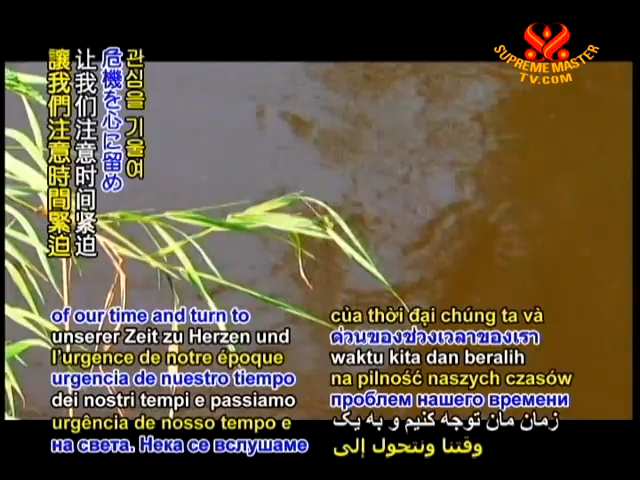 SUPREME MASTER
TV.COM
讓我們注意時間緊迫
让我们注意时间紧迫
危機を心に留め
관심을 기울여
of our time and turn to
unserer Zeit zu Herzen und
l'urgence de notre époque
urgencia de nuestro tiempo
dei nostri tempi e passiamo
urgência de nosso tempo e
на света. Нека се вслушаме
của thời đại chúng ta và
ด่วนของช่วงเวลาของเรา
waktu kita dan beralih
na pilność naszych czasów
проблем нашего времени
زمان مان توجه کنیم و به یک
وقتنا ونتحول إلى